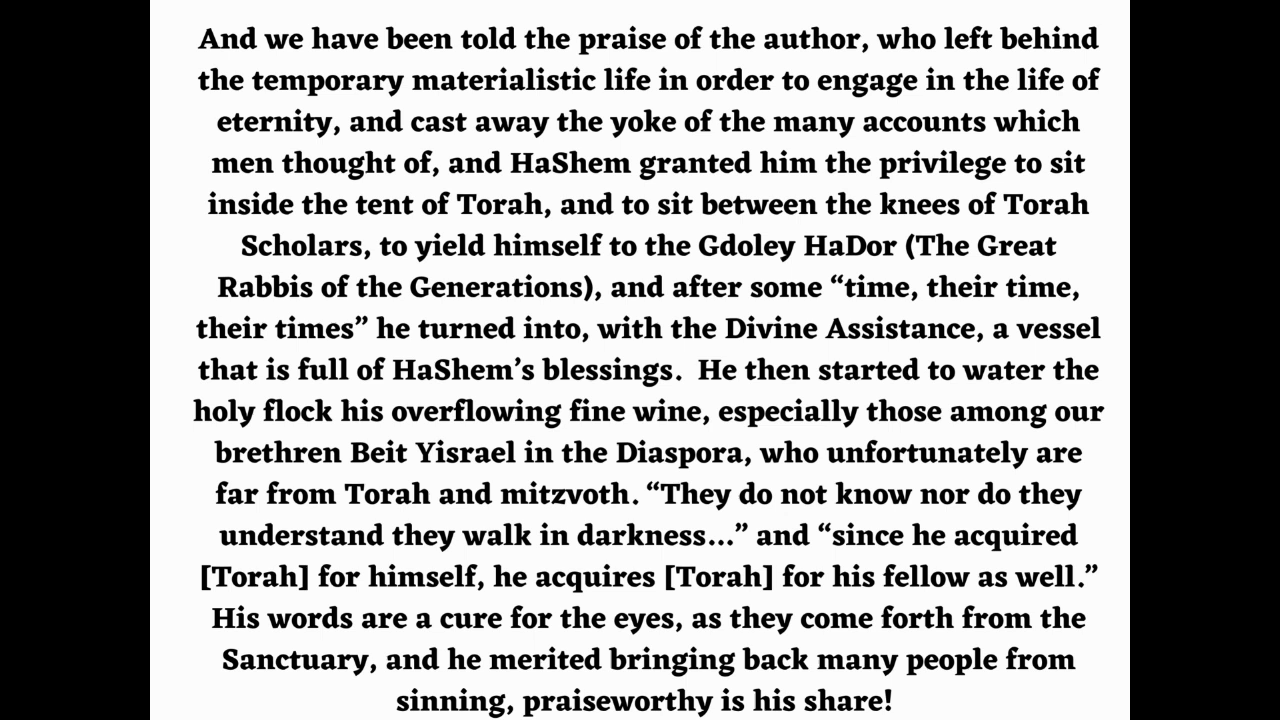 And we have been told the praise of the author, who left behind
the temporary materialistic life in order to engage in the life of
eternity, and cast away the yoke of the many accounts which
men thought of, and HaShem granted him the privilege to sit
inside the tent of Torah, and to sit between the knees of Torah
Scholars, to yield himself to the Gdoley HaDor (The Great
Rabbis of the Generations), and after some “time, their time,
their times” he turned into, with the Divine Assistance, a vessel
that is full of HaShem’s blessings.  He then started to water the
holy flock his overflowing fine wine, especially those among our
brethren Beit Yisrael in the Diaspora, who unfortunately are
far from Torah and mitzvoth. “They do not know nor do they
understand they walk in darkness...” and “since he acquired
[Torah] for himself, he acquires [Torah] for his fellow as well.”
His words are a cure for the eyes, as they come forth from the
Sanctuary, and he merited bringing back many people from
sinning, praiseworthy is his share!